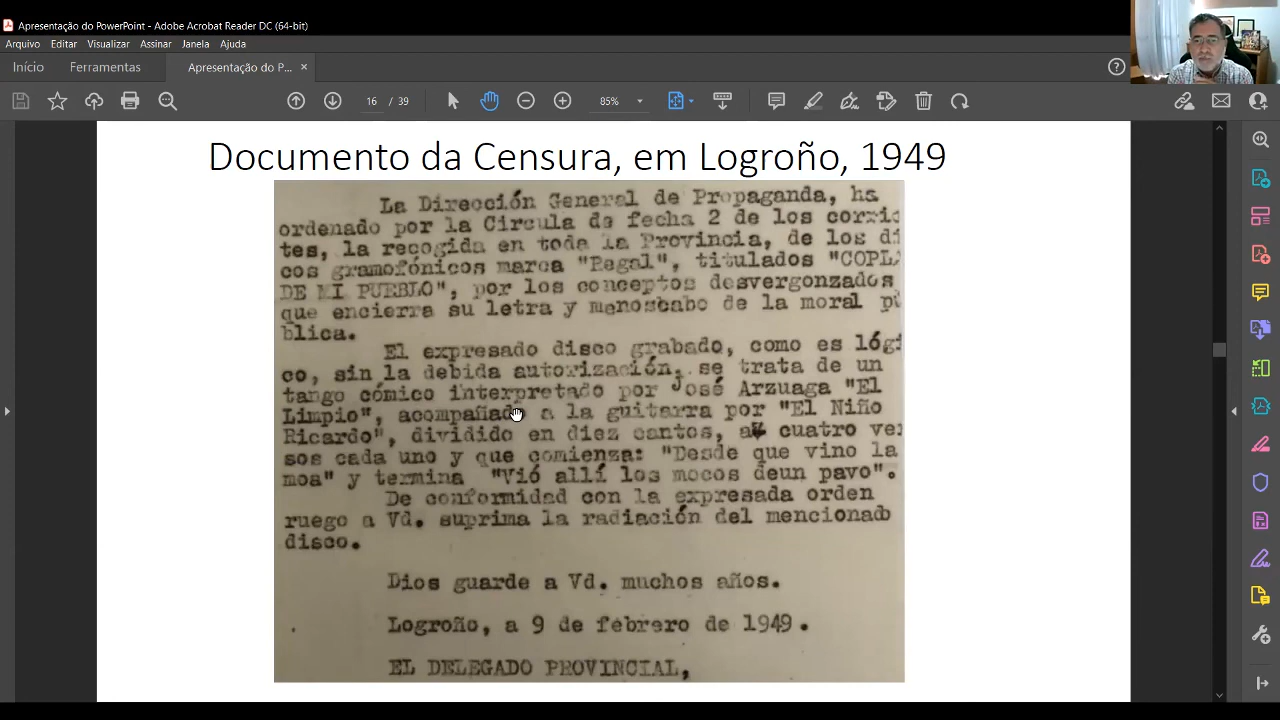 Apresentação do PowerPoint - Adobe Acrobat Reader DC (64-bit)
Arquivo Editar Visualizar Assinar Janela Ajuda
Início Ferramentas Apresentação do P... ×
16 / 39 85%
Documento da Censura, em Logroño, 1949
La Dirección General de Propaganda, ha
ordenado por la Circula de fecha 2 de los corrie
tes, la recogida en toda la Provincia, de los di
cos gramofónicos marca "Regal", titulados "COPLA
DE MI PUEBLO", por los conceptos desvergonzados
que encierra su letra y menoscabo de la moral pú
blica.
El expresado disco grabado, como es lógi
co, sin la debida autorización, se trata de un
tango cómico interpretado por José Arzuaga "El
Limpio", acompañado a la guitarra por "El Niño
Ricardo", dividido en diez cantos, a cuatro ver
sos cada uno y que comienza: "Desde que vino la
moa" y termina "Vió allí los mocos deun pavo".
De conformidad con la expresada orden
ruego a Vd. suprima la radiación del mencionado
disco.
Dios guarde a Vd. muchos años.
Logroño, a 9 de febrero de 1949.
EL DELEGADO PROVINCIAL,